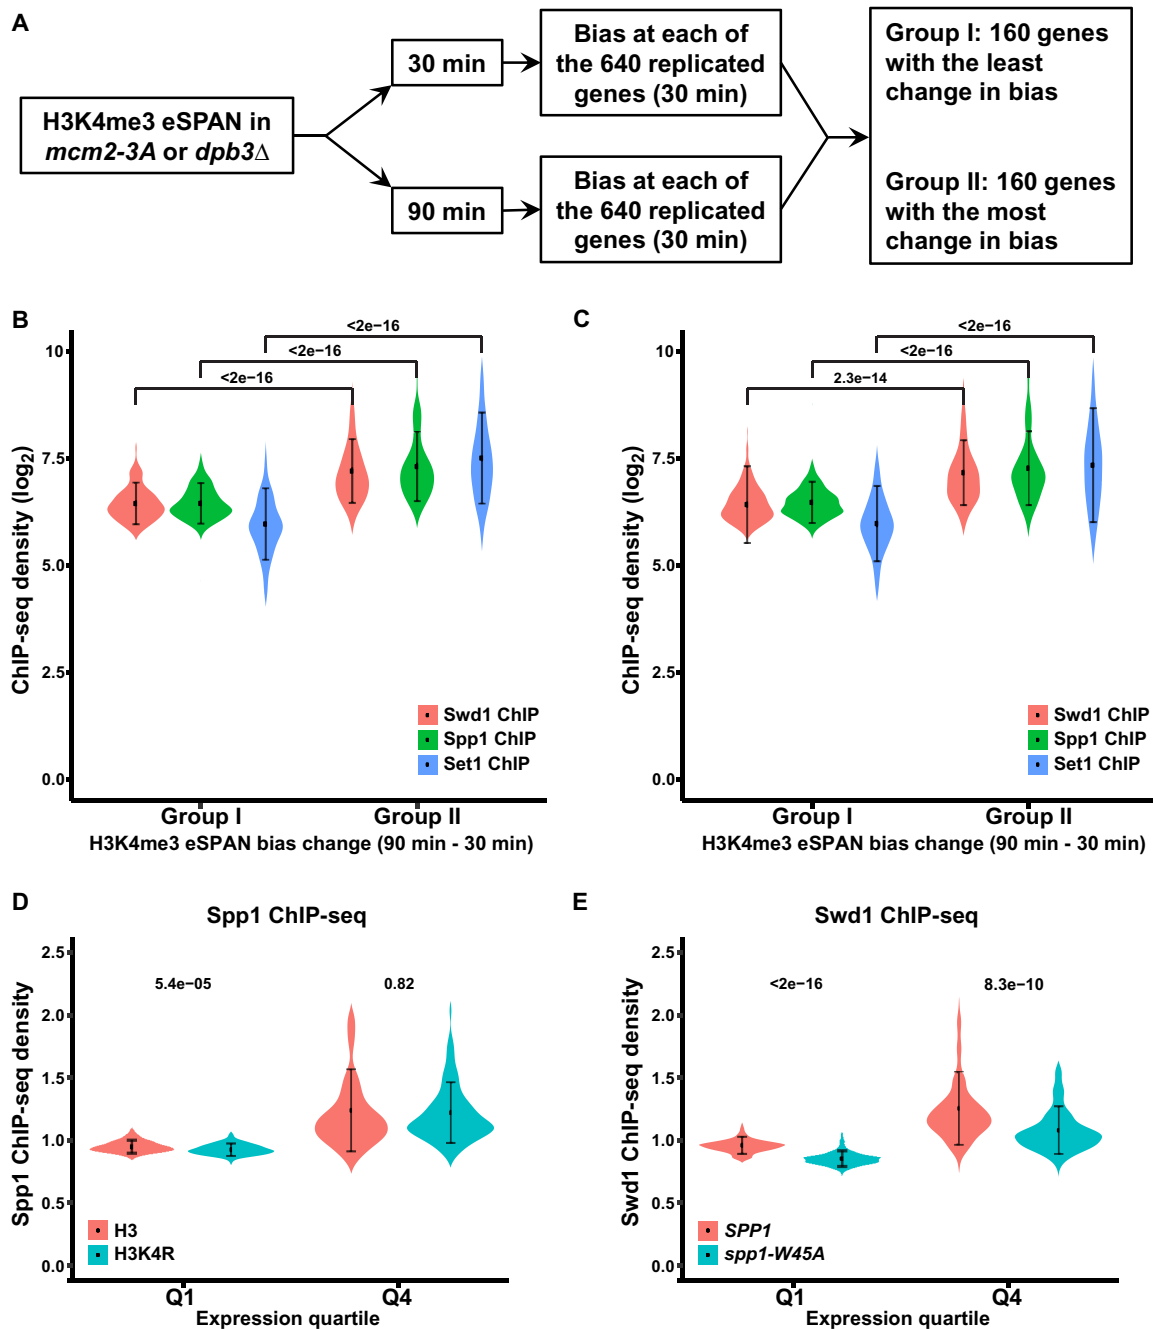 A
H3K4me3 eSPAN in
mcm2-3A or dpb3Δ
30 min
90 min
Bias at each of
the 640 replicated
genes (30 min)
Bias at each of
the 640 replicated
genes (30 min)
Group I: 160 genes
with the least
change in bias
Group II: 160 genes
with the most
change in bias
B
<2e−16
<2e−16
<2e−16
10
7.5
5.0
2.5
0.0
ChIP-seq density (log2)
Swd1 ChIP
Spp1 ChIP
Set1 ChIP
Group I
Group II
H3K4me3 eSPAN bias change (90 min - 30 min)
C
<2e−16
<2e−16
2.3e−14
10
7.5
5.0
2.5
0.0
ChIP-seq density (log2)
Swd1 ChIP
Spp1 ChIP
Set1 ChIP
Group I
Group II
H3K4me3 eSPAN bias change (90 min - 30 min)
D
Spp1 ChIP-seq
2.5
2.0
1.5
1.0
0.5
0.0
Spp1 ChIP-seq density
5.4e−05
0.82
H3
H3K4R
Q1
Q4
Expression quartile
E
Swd1 ChIP-seq
2.5
2.0
1.5
1.0
0.5
0.0
Swd1 ChIP-seq density
<2e−16
8.3e−10
SPP1
spp1-W45A
Q1
Q4
Expression quartile